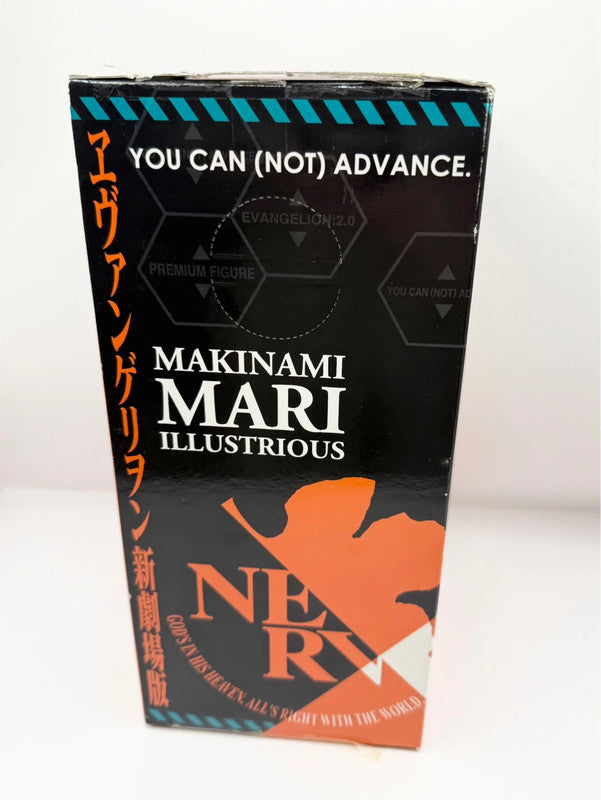 YOU CAN (NOT) ADVANCE.
ヱヴァンゲリヲン新劇場版
EVANGELION:2.0
PREMIUM FIGURE
YOU CAN (NOT) AD
MAKINAMI
MARI
ILLUSTRIOUS
NERV
GOD'S IN HIS HEAVEN, ALL'S RIGHT WITH THE WORLD